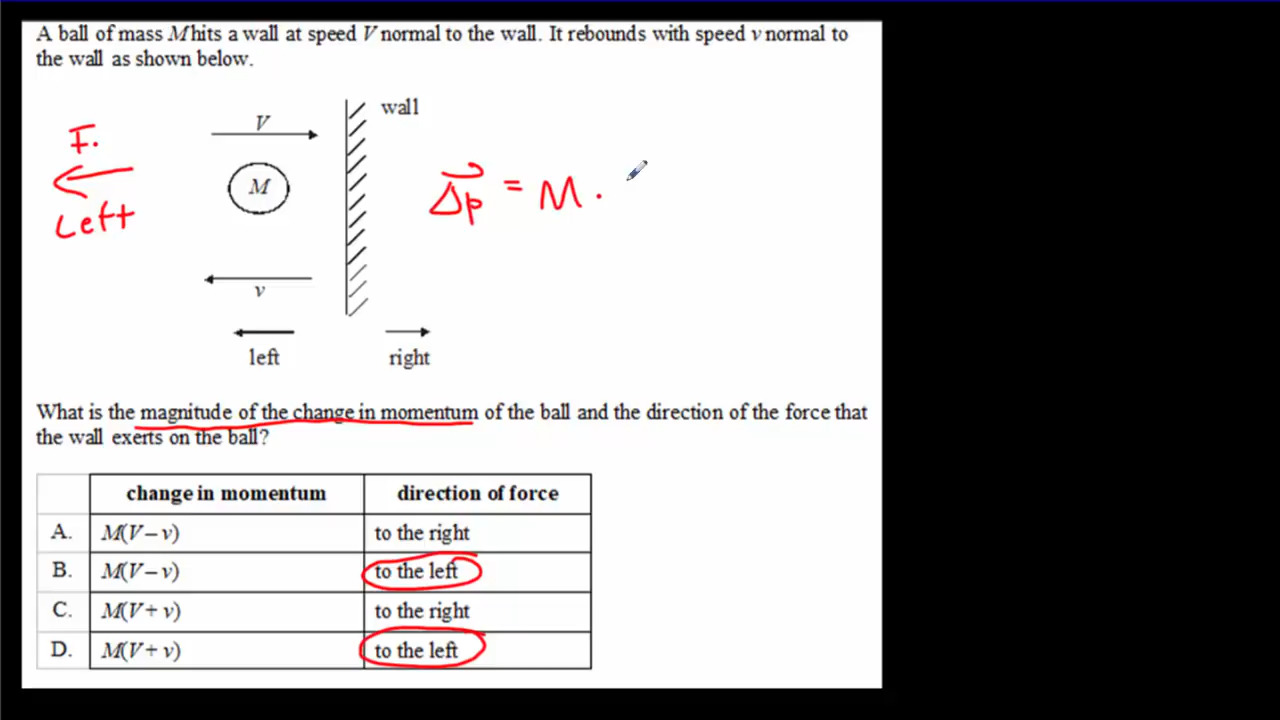 A ball of mass M hits a wall at speed V normal to the wall. It rebounds with speed v normal to
the wall as shown below.
wall
V
F.
M
Δp = M .
Left
v
left
right
What is the magnitude of the change in momentum of the ball and the direction of the force that
the wall exerts on the ball?
change in momentum direction of force
A. M(V – v) to the right
B. M(V – v) to the left
C. M(V + v) to the right
D. M(V + v) to the left